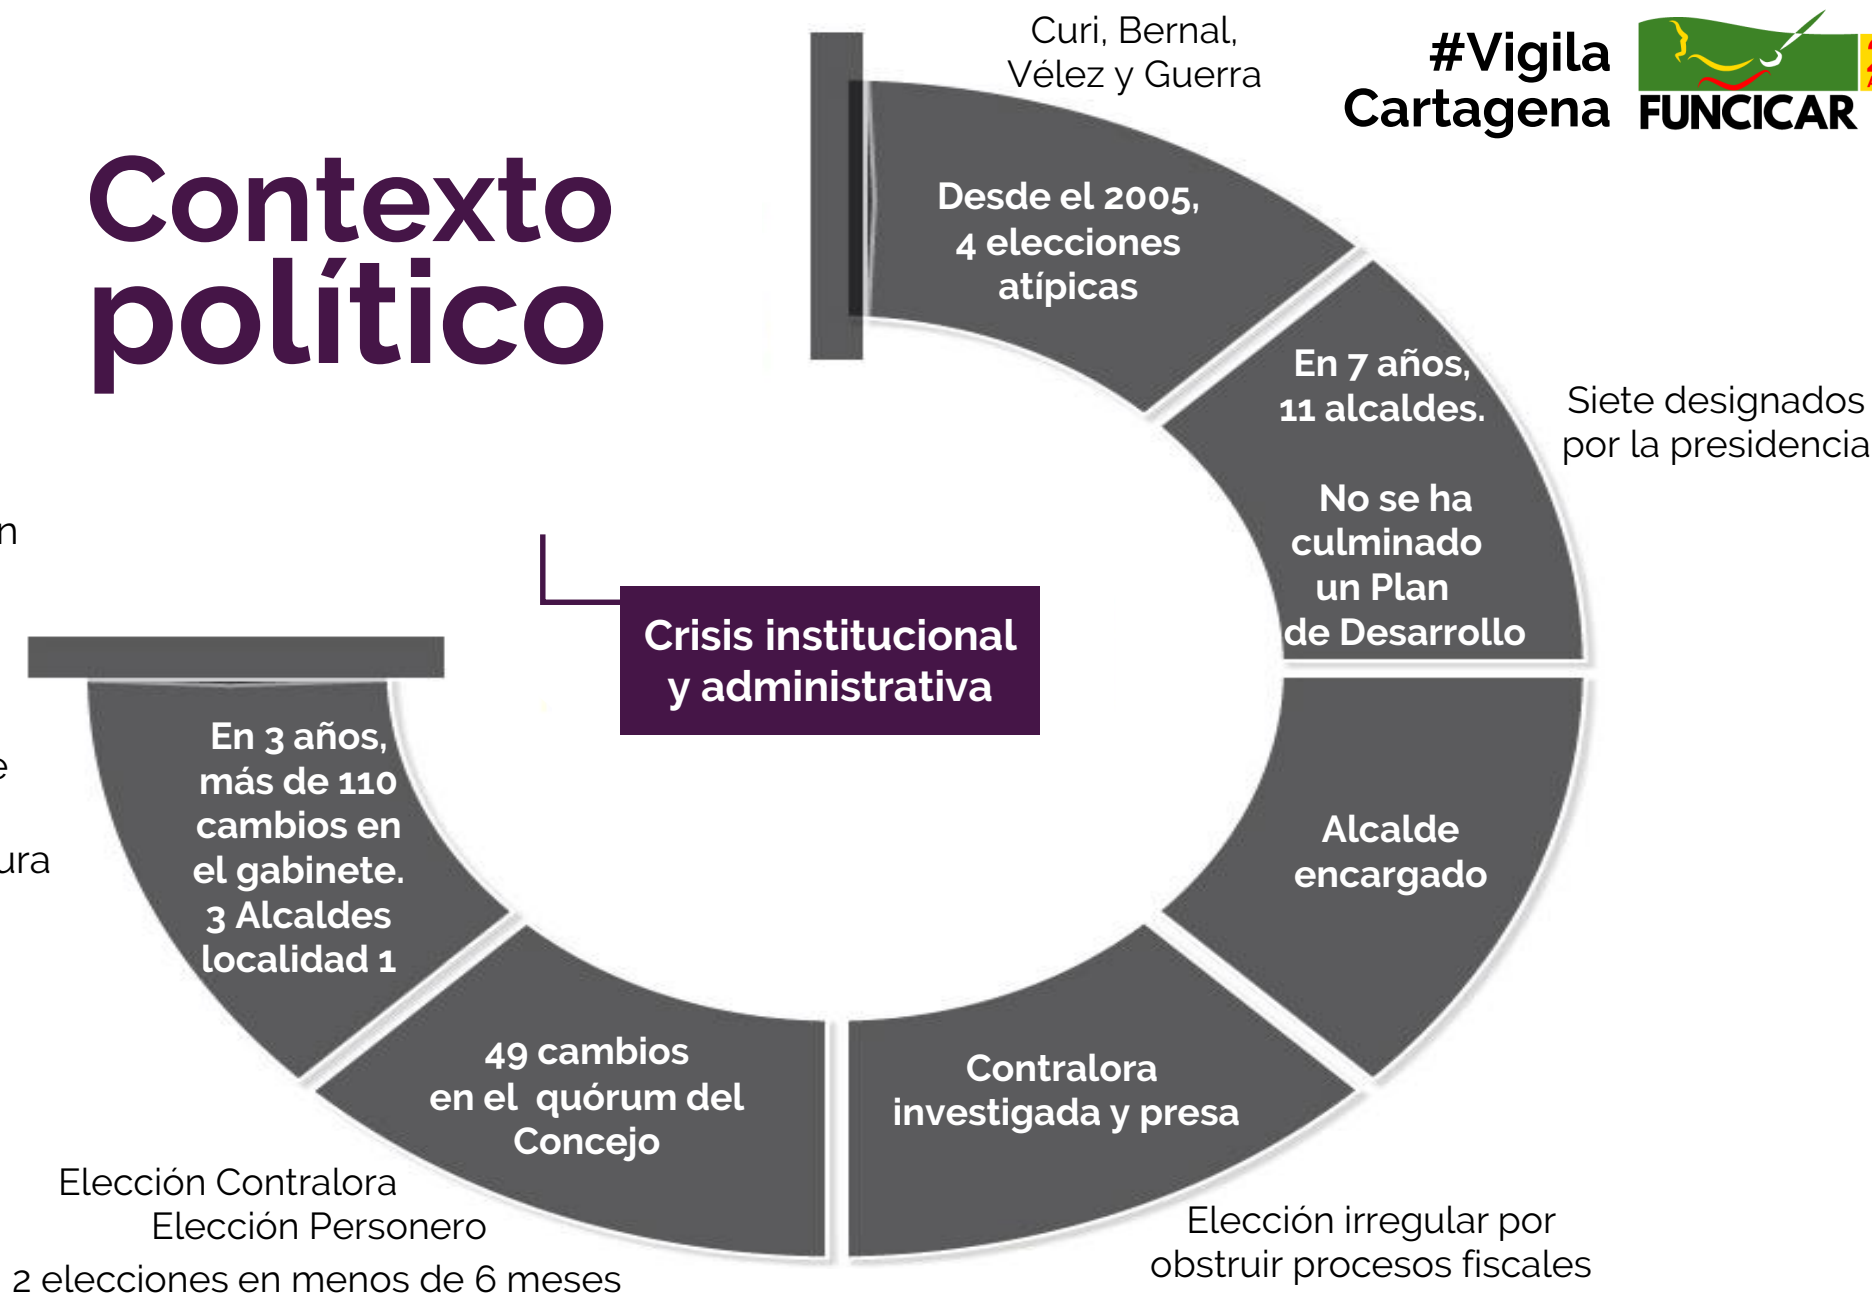 Curi, Bernal,
Vélez y Guerra
#Vigila
Cartagena
FUNCICAR
Contexto
político
Desde el 2005,
4 elecciones
atípicas
En 7 años,
11 alcaldes.
No se ha
culminado
un Plan
de Desarrollo
Siete designados
por la presidencia
Crisis institucional
y administrativa
Alcalde
encargado
Contralora
investigada y presa
Elección irregular por
obstruir procesos fiscales
49 cambios
en el quórum del
Concejo
Elección Contralora
Elección Personero
2 elecciones en menos de 6 meses
En 3 años,
más de 110
cambios en
el gabinete.
3 Alcaldes
localidad 1